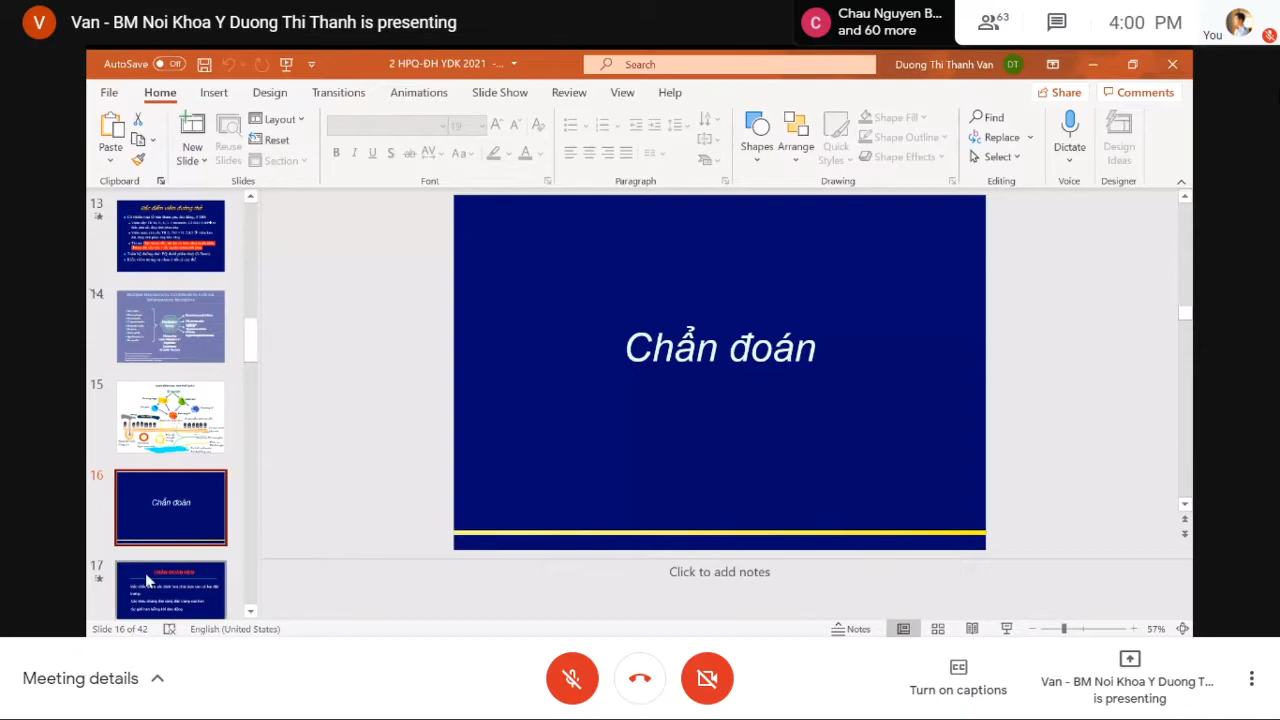 V
Van - BM Noi Khoa Y Duong Thi Thanh is presenting
C
Chau Nguyen B...
and 60 more
63
4:00 PM
You
AutoSave
Off
2 HPQ-ĐH YDK 2021 -...
Search
Duong Thi Thanh Van
DT
File
Home
Insert
Design
Transitions
Animations
Slide Show
Review
View
Help
Share
Comments
Paste
New
Slide
Reuse
Slides
Layout
Reset
Section
19
Shapes
Arrange
Quick
Styles
Shape Fill
Shape Outline
Shape Effects
Find
Replace
Select
Dictate
Design
Ideas
Clipboard
Slides
Font
Paragraph
Drawing
Editing
Voice
Designer
13
14
15
16
Chẩn đoán
17
Chẩn đoán
Click to add notes
Slide 16 of 42
English (United States)
Notes
57%
Meeting details
CC
Turn on captions
Van - BM Noi Khoa Y Duong T...
is presenting